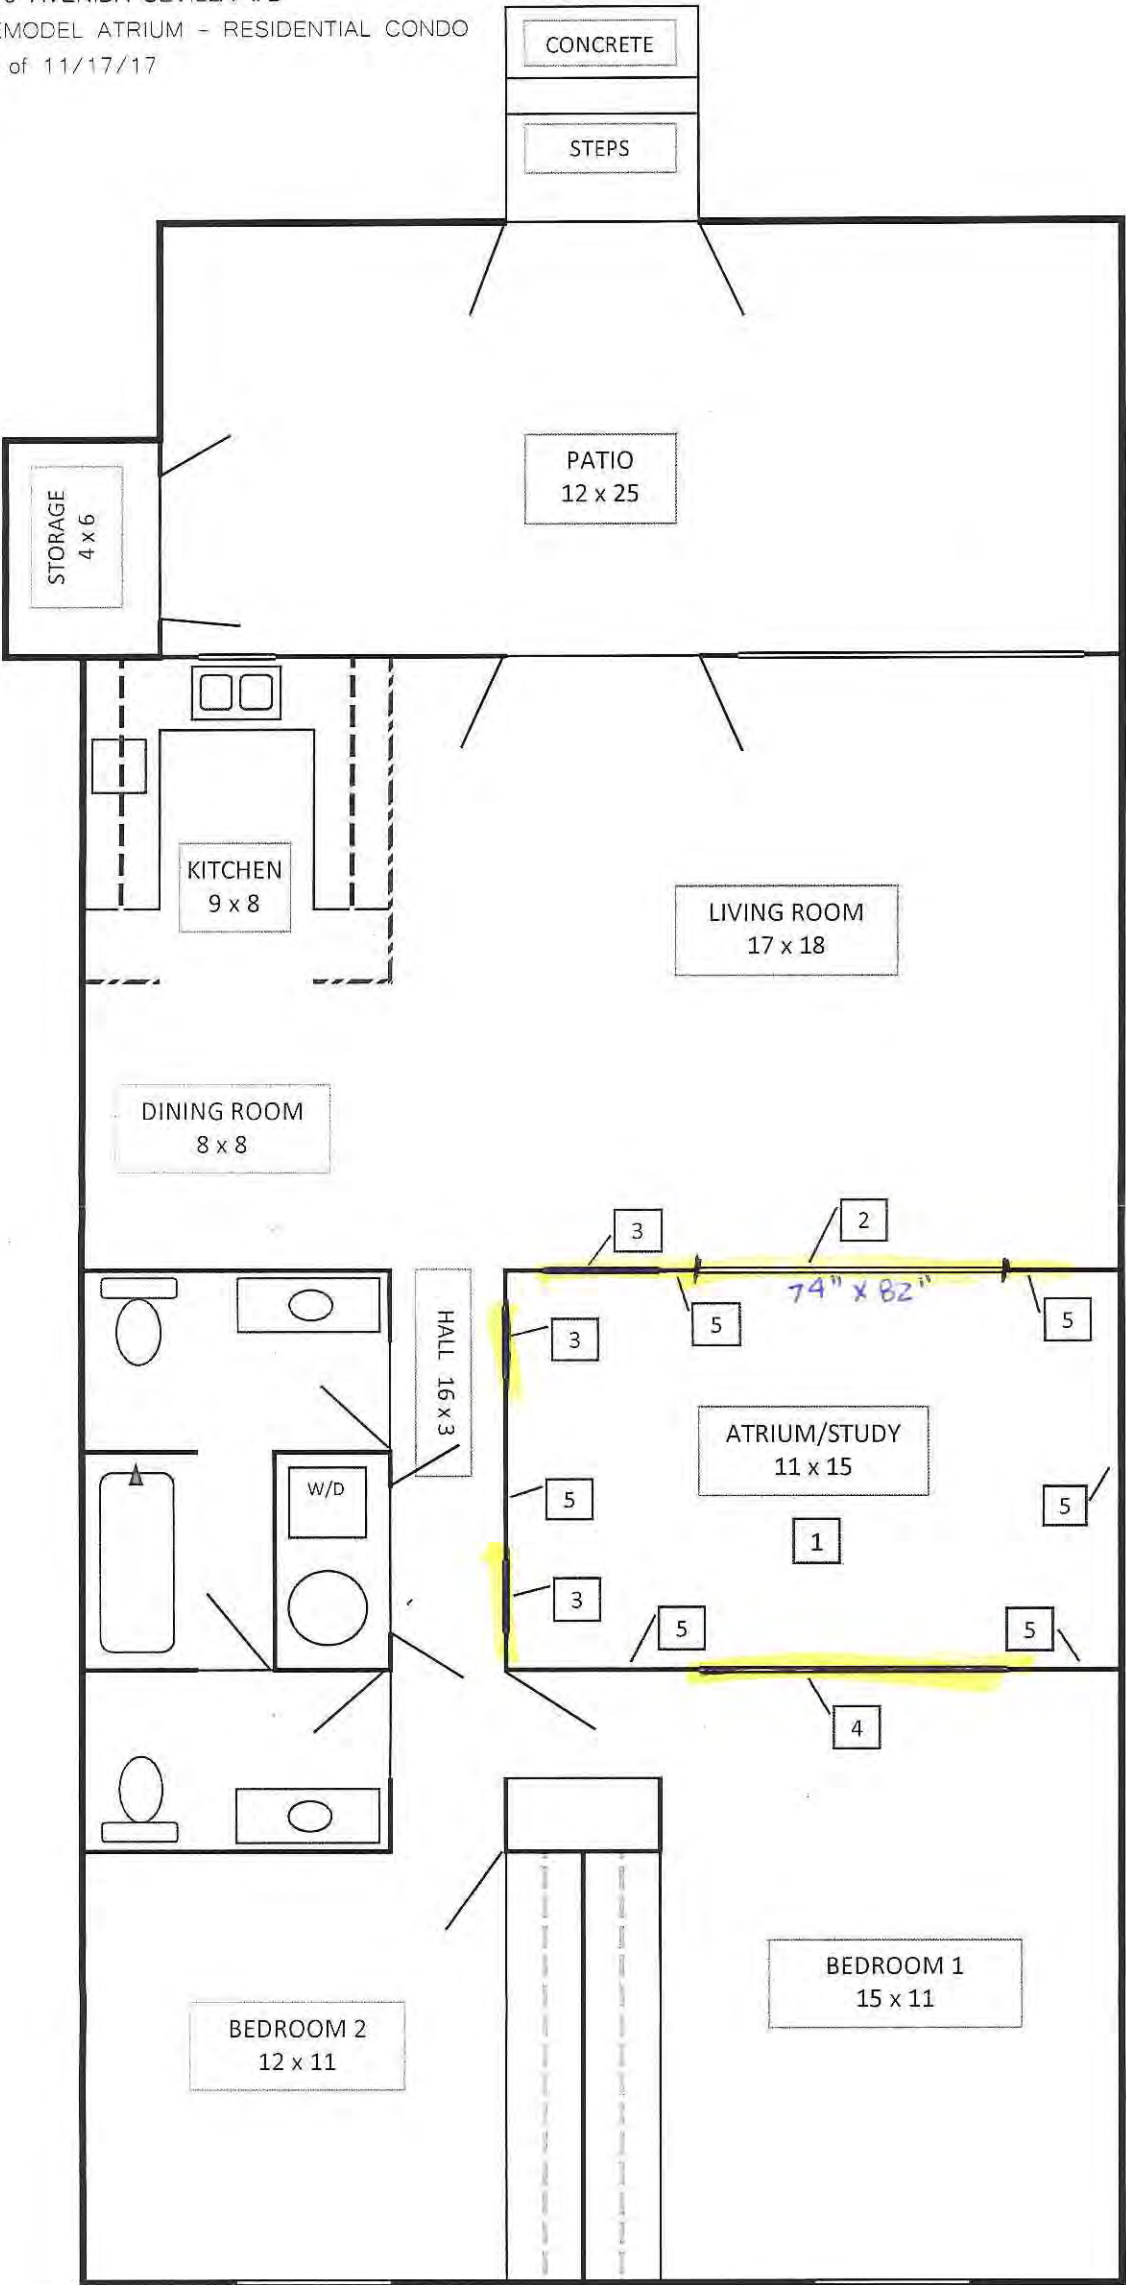 EMODEL ATRIUM - RESIDENTIAL CONDO
of 11/17/17
CONCRETE
STEPS
PATIO
12 x 25
STORAGE
4 x 6
KITCHEN
9 x 8
LIVING ROOM
17 x 18
DINING ROOM
8 x 8
3
2
74" x 82"
5
5
3
HALL 16 x 3
ATRIUM/STUDY
11 x 15
W/D
5
5
1
3
5
5
4
BEDROOM 1
15 x 11
BEDROOM 2
12 x 11